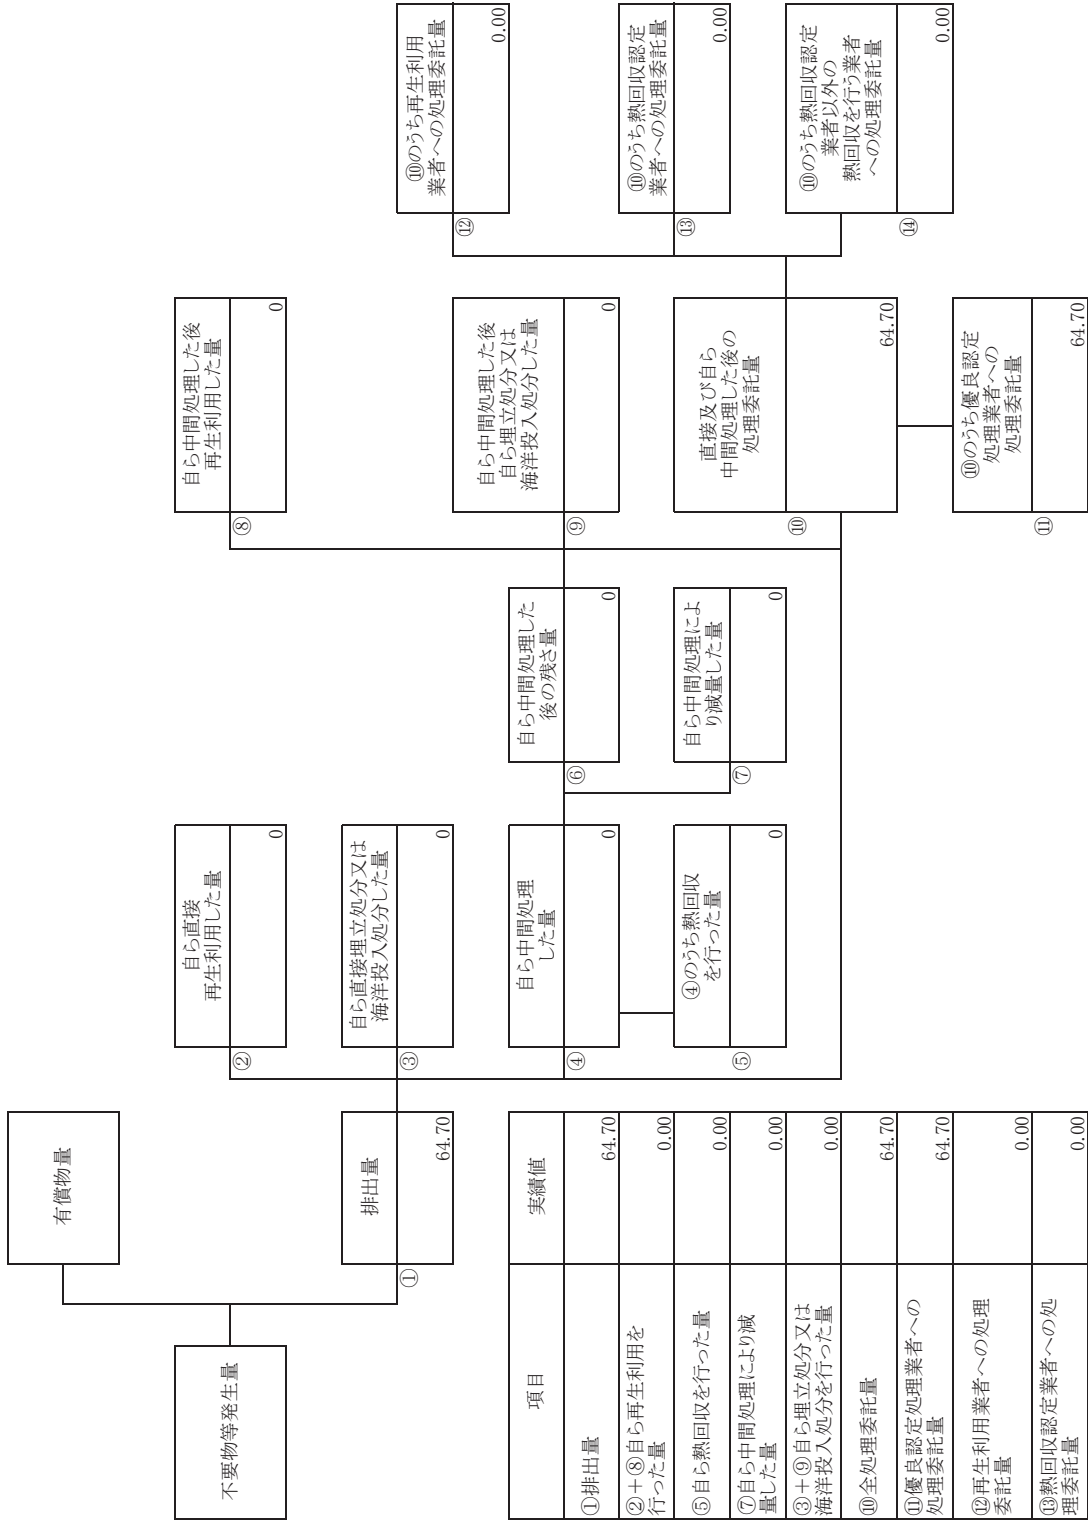 不要物等発生量
有償物量
排出量
①
64.70
自ら直接
再生利用した量
②
0
自ら直接埋立処分又は
海洋投入処分した量
③
0
自ら中間処理
した量
④
0
④のうち熱回収
を行った量
⑤
0
自ら中間処理した
後の残さ量
⑥
0
自ら中間処理によ
り減量した量
⑦
0
自ら中間処理した後
再生利用した量
⑧
0
自ら中間処理した後
自ら埋立処分又は
海洋投入処分した量
⑨
0
直接及び自ら
中間処理した後の
処理委託量
⑩
64.70
⑩のうち優良認定
処理業者への
処理委託量
⑪
64.70
⑩のうち再生利用
業者への処理委託量
⑫
0.00
⑩のうち熱回収認定
業者への処理委託量
⑬
0.00
⑩のうち熱回収認定
業者以外の
熱回収を行う業者
への処理委託量
⑭
0.00
項目
実績値
①排出量
64.70
②＋⑧自ら再生利用を
行った量
0.00
⑤自ら熱回収を行った量
0.00
⑦自ら中間処理により減
量した量
0.00
③＋⑨自ら埋立処分又は
海洋投入処分を行った量
0.00
⑩全処理委託量
64.70
⑪優良認定処理業者への
処理委託量
64.70
⑫再生利用業者への処理
委託量
0.00
⑬熱回収認定業者への処
理委託量
0.00